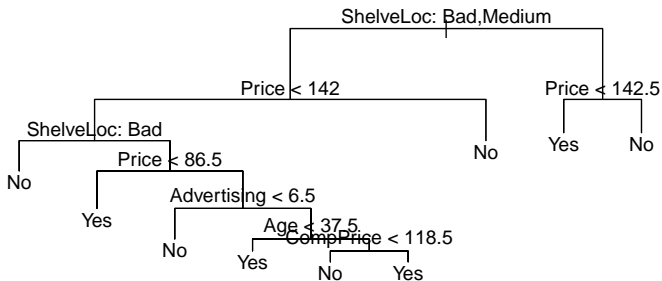 ShelveLoc: Bad,Medium
Price < 142
Price < 142.5
ShelveLoc: Bad
Price < 86.5
No
Yes
No
No
Advertising < 6.5
Yes
Age < 37.5
CompPrice < 118.5
No
Yes
No
Yes